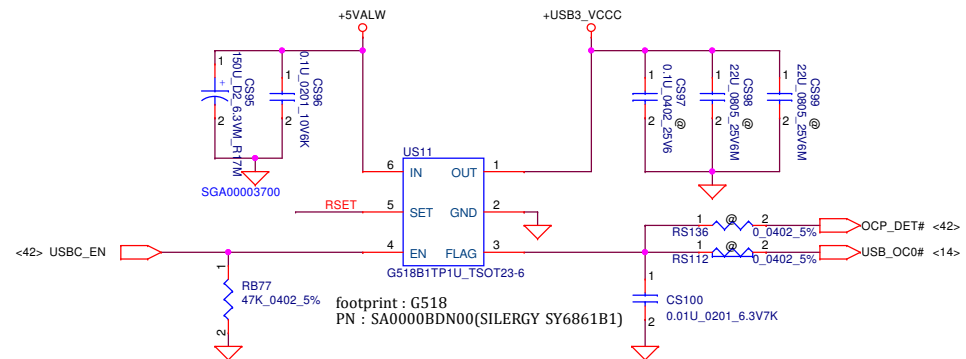 +5VALW
+USB3_VCCC
1
+
2
CS95
150U_D2_6.3VM_R17M
1
2
CS96
0.1U_0201_10V6K
SGA00003700
1
2
CS97
@
0.1U_0402_25V6
1
2
CS98
@
22U_0805_25V6M
1
2
CS99
@
22U_0805_25V6M
US11
6 IN OUT 1
RSET 5 SET GND 2
4 EN FLAG 3
G518B1TP1U_TSOT23-6
<42> USBC_EN
1
RB77
47K_0402_5%
2
footprint : G518
PN : SA0000BDN00(SILERGY SY6861B1)
1 @ 2
RS136 0_0402_5%
OCP_DET# <42>
1 @ 2
RS112 0_0402_5%
USB_OC0# <14>
1
CS100
0.01U_0201_6.3V7K
2